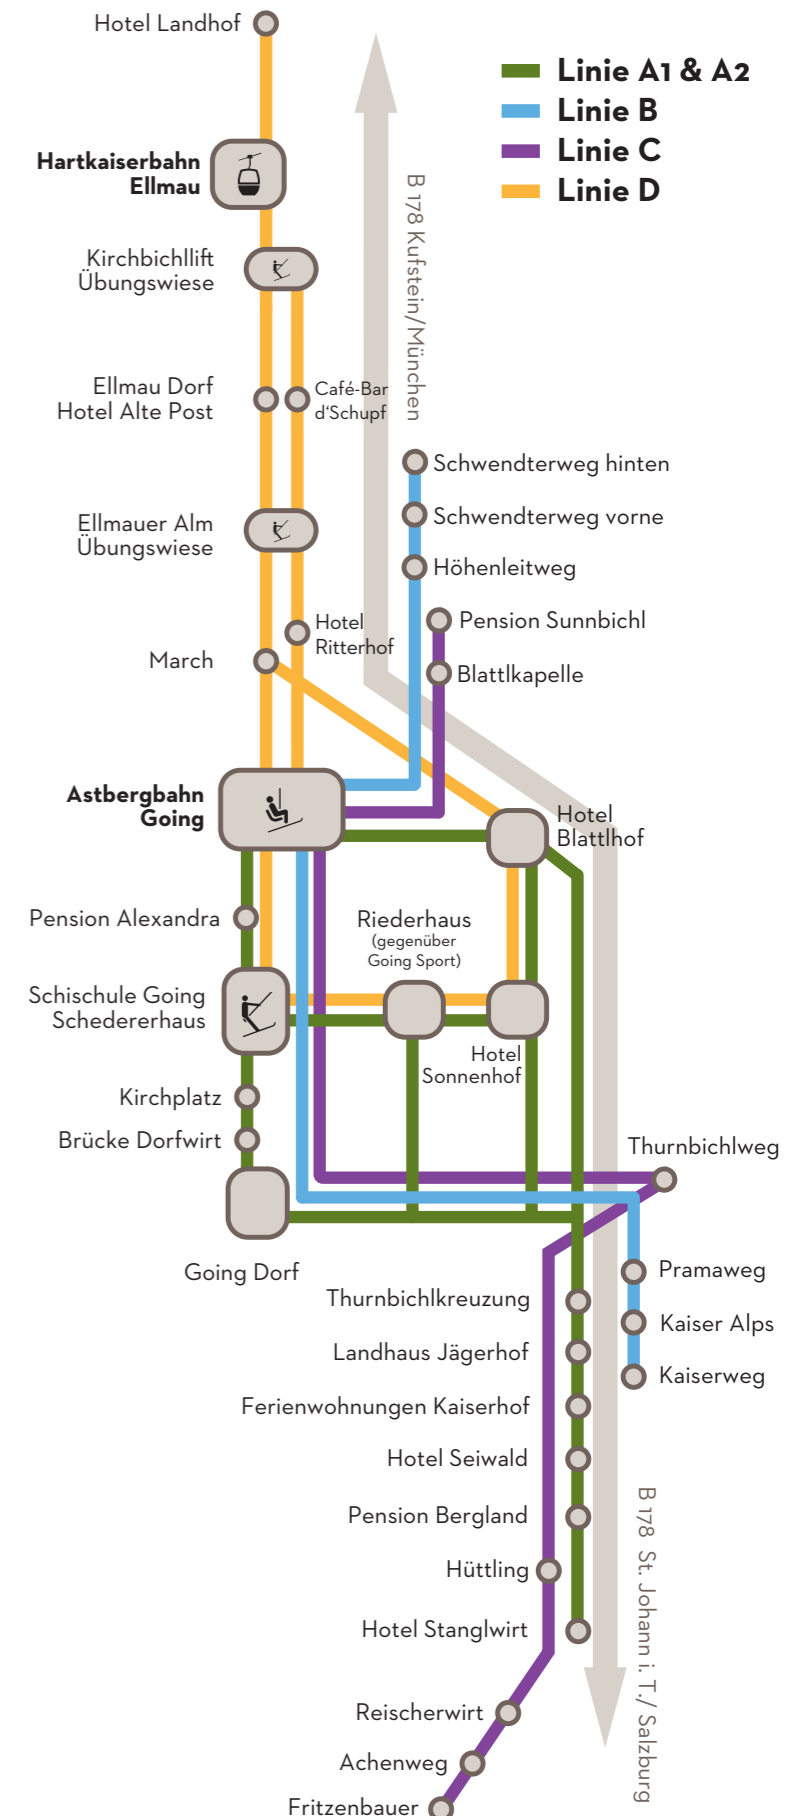 Hotel Landhof
Linie A1 & A2
Linie B
Linie C
Linie D
Hartkaiserbahn
Ellmau
B 178 Kufstein/München
Kirchbichllift
Übungswiese
Ellmau Dorf
Hotel Alte Post
Café-Bar
d‘Schupf
Schwendterweg hinten
Schwendterweg vorne
Ellmauer Alm
Übungswiese
Höhenleitweg
Hotel
Ritterhof
Pension Sunnbichl
March
Blattlkapelle
Astbergbahn
Going
Hotel
Blattlhof
Pension Alexandra
Riederhaus
(gegenüber
Going Sport)
Schischule Going
Schedererhaus
Hotel
Sonnenhof
Kirchplatz
Brücke Dorfwirt
Thurnbichlweg
Going Dorf
Pramaweg
Thurnbichlkreuzung
Kaiser Alps
Landhaus Jägerhof
Kaiserweg
Ferienwohnungen Kaiserhof
Hotel Seiwald
Pension Bergland
B 178 St. Johann i. T./ Salzburg
Hüttling
Hotel Stanglwirt
Reischerwirt
Achenweg
Fritzenbauer